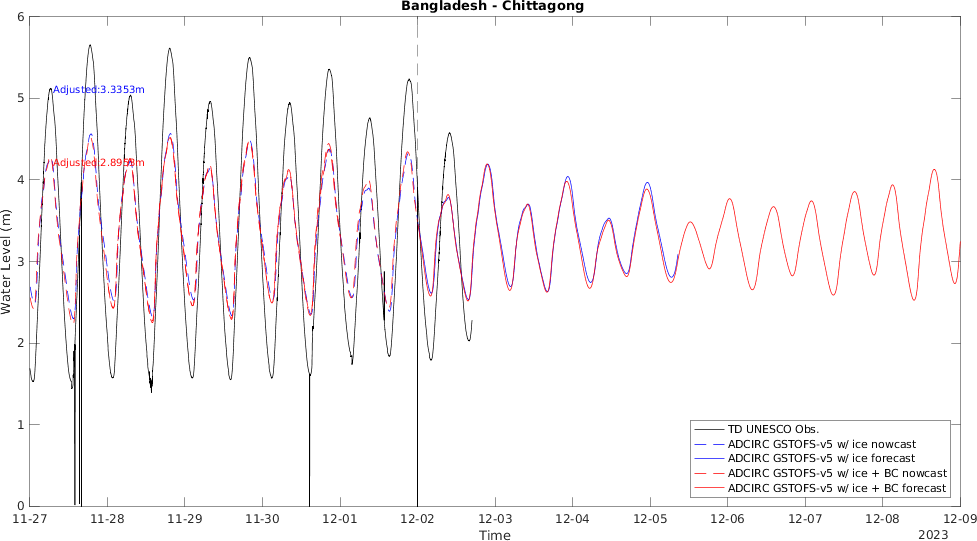 Bangladesh - Chittagong
6
5
4
3
2
1
0
Water Level (m)
Adjusted:3.3353m
11-27
11-28
11-29
11-30
12-01
12-02
12-03
12-04
12-05
12-06
12-07
12-08
12-09
Time
2023
TD UNESCO Obs.
ADCIRC GSTOFS-v5 w/ ice nowcast
ADCIRC GSTOFS-v5 w/ ice forecast
ADCIRC GSTOFS-v5 w/ ice + BC nowcast
ADCIRC GSTOFS-v5 w/ ice + BC forecast